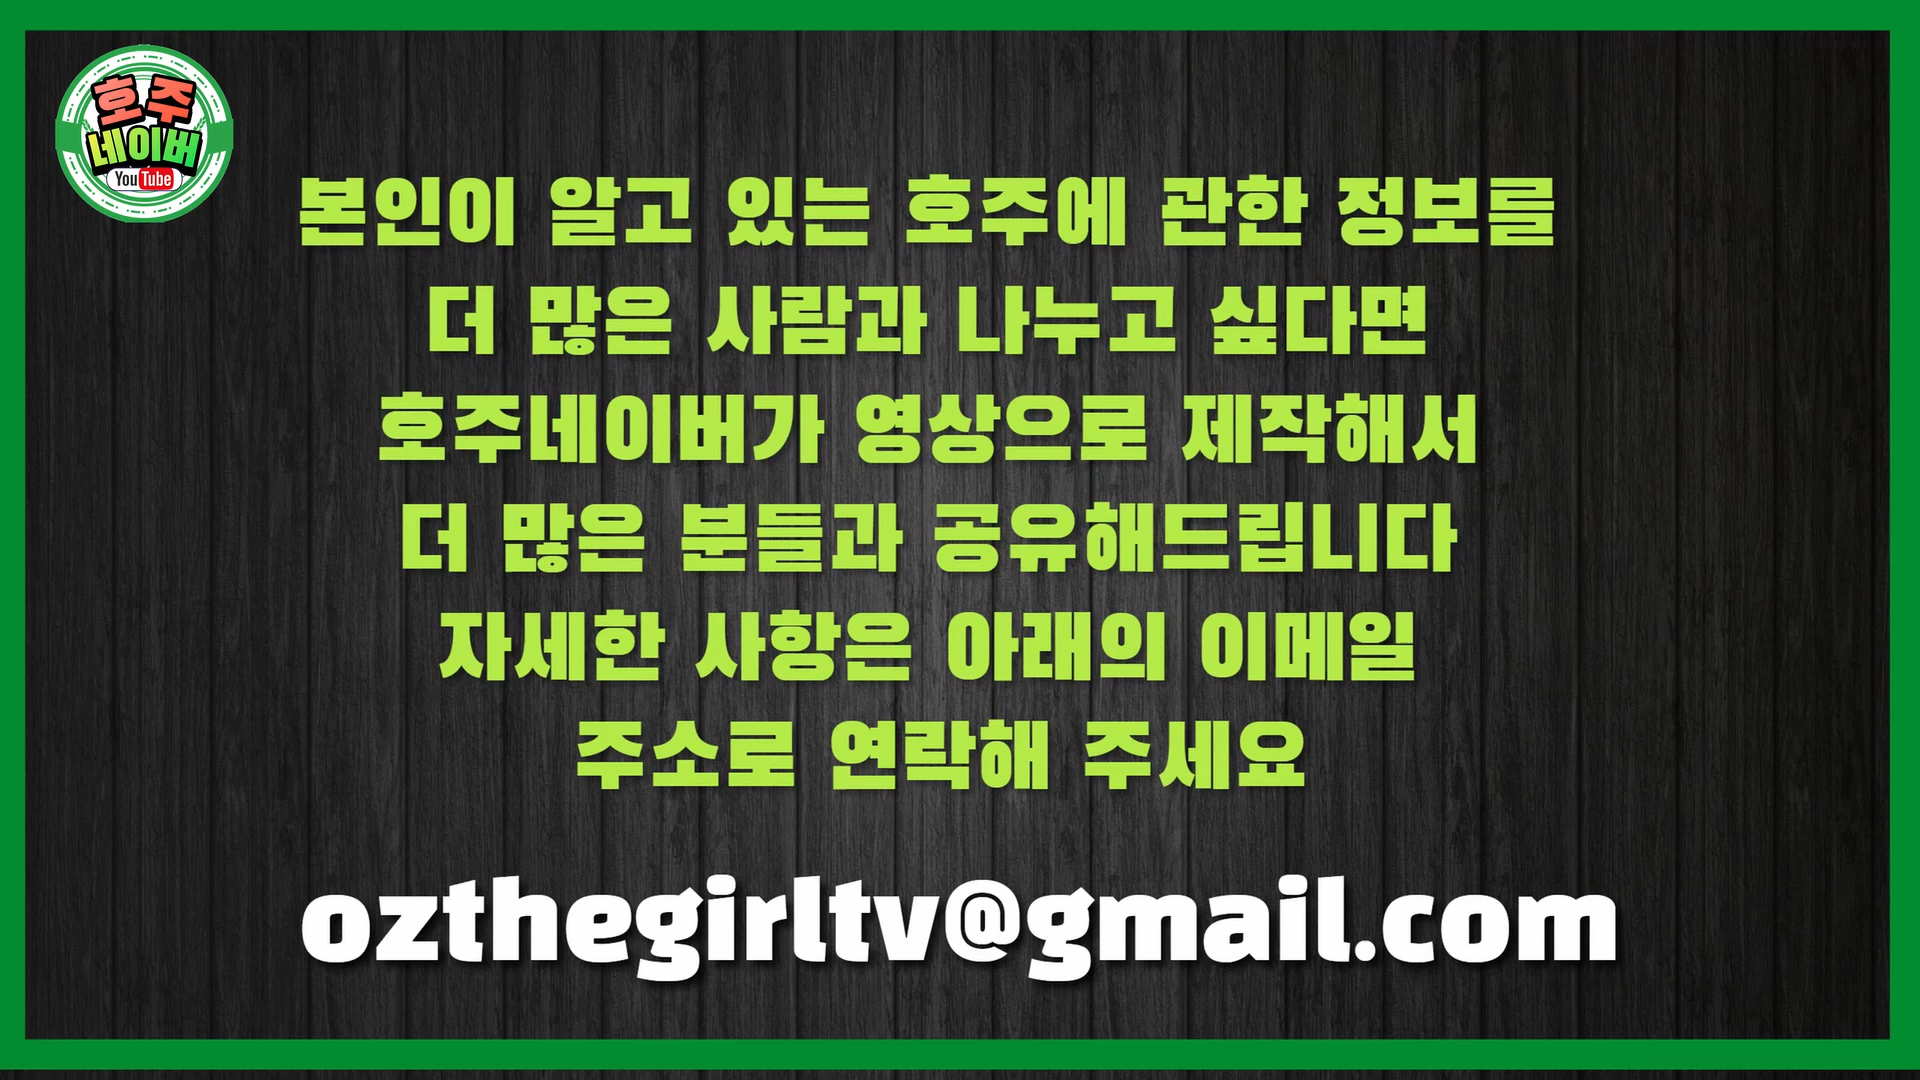 호주
네이버
YouTube
본인이 알고 있는 호주에 관한 정보를
더 많은 사람과 나누고 싶다면
호주네이버가 영상으로 제작해서
더 많은 분들과 공유해드립니다
자세한 사항은 아래의 이메일
주소로 연락해 주세요
ozthegirltv@gmail.com